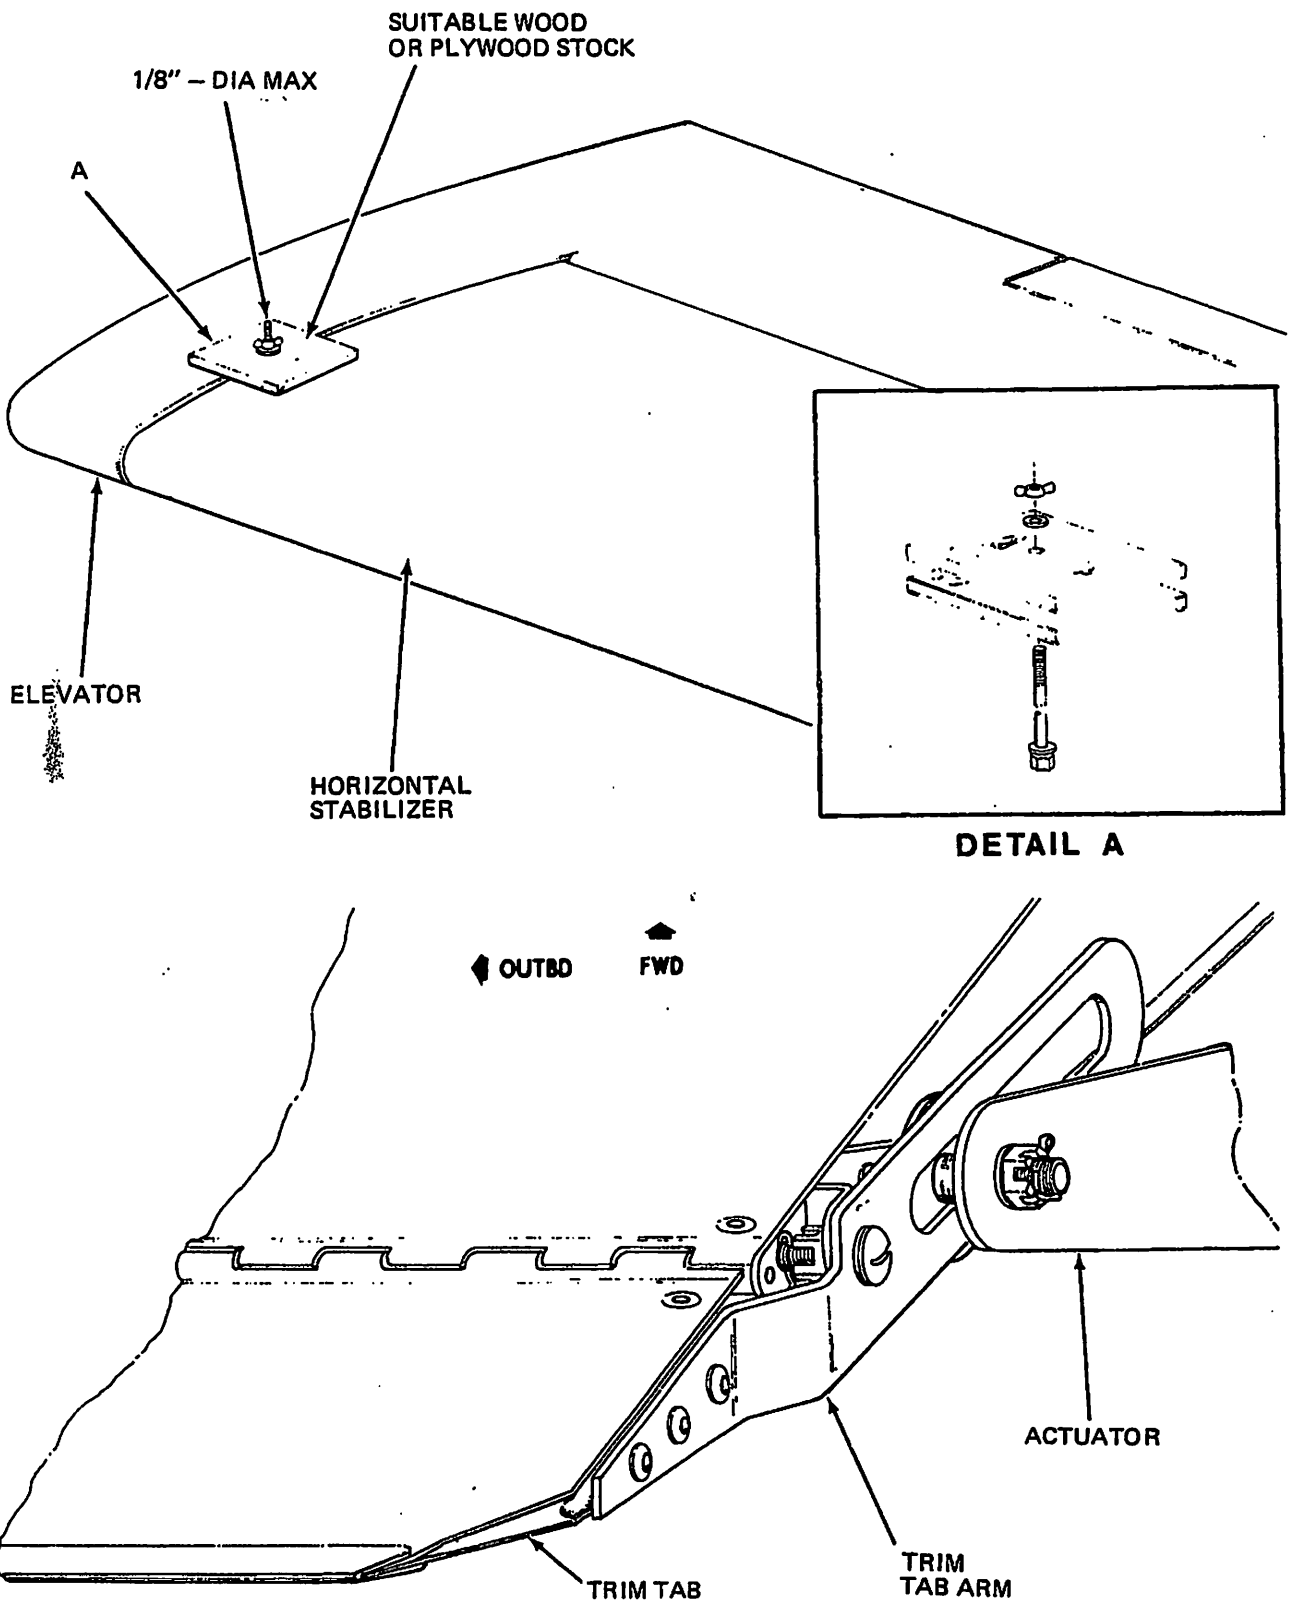 SUITABLE WOOD
OR PLYWOOD STOCK
1/8" – DIA MAX
A
ELEVATOR
HORIZONTAL
STABILIZER
DETAIL A
OUTBD
FWD
ACTUATOR
TRIM
TAB ARM
TRIM TAB